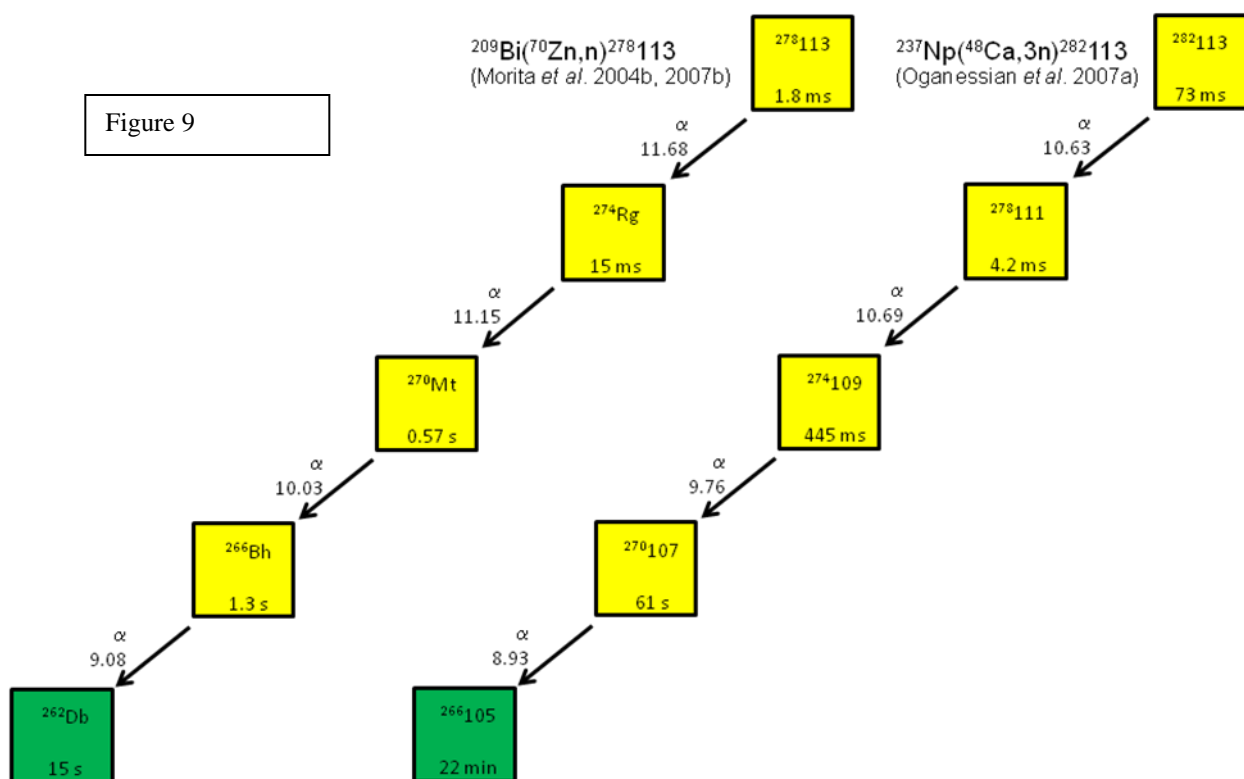 Figure 9
²⁰⁹Bi(⁷⁰Zn,n)²⁷⁸113
(Morita et al. 2004b, 2007b)
²⁷⁸113
1.8 ms
α
11.68
²⁷⁴Rg
15 ms
α
11.15
²⁷⁰Mt
0.57 s
α
10.03
²⁶⁶Bh
1.3 s
α
9.08
²⁶²Db
15 s
²³⁷Np(⁴⁸Ca,3n)²⁸²113
(Oganessian et al. 2007a)
²⁸²113
73 ms
α
10.63
²⁷⁸111
4.2 ms
α
10.69
²⁷⁴109
445 ms
α
9.76
²⁷⁰107
61 s
α
8.93
²⁶⁶105
22 min